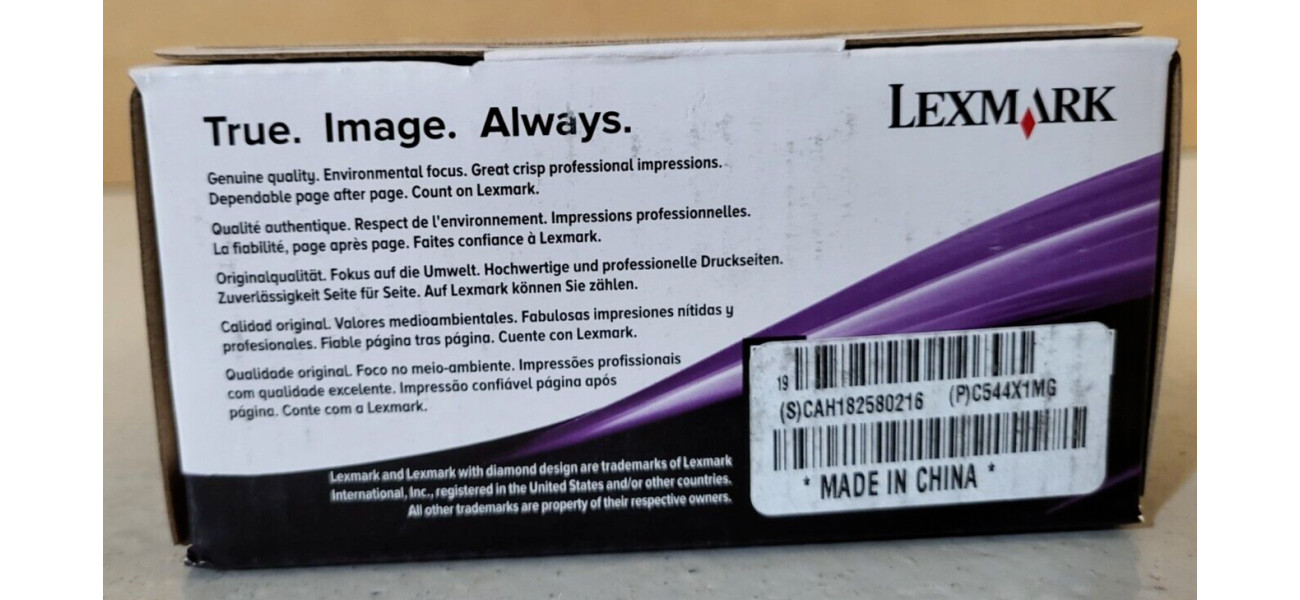 True. Image. Always.
LEXMARK
Genuine quality. Environmental focus. Great crisp professional impressions.
Dependable page after page. Count on Lexmark.
Qualité authentique. Respect de l'environnement. Impressions professionnelles.
La fiabilité, page après page. Faites confiance à Lexmark.
Originalqualität. Fokus auf die Umwelt. Hochwertige und professionelle Druckseiten.
Zuverlässigkeit Seite für Seite. Auf Lexmark können Sie zählen.
Calidad original. Valores medioambientales. Fabulosas impresiones nítidas y
profesionales. Fiable página tras página. Cuente con Lexmark.
Qualidade original. Foco no meio-ambiente. Impressões profissionais
com qualidade excelente. Impressão confiável página após
página. Conte com a Lexmark.
Lexmark and Lexmark with diamond design are trademarks of Lexmark
International, Inc., registered in the United States and/or other countries.
All other trademarks are property of their respective owners.
19
(S)CAH182580216 (P)C544X1MG
* MADE IN CHINA *